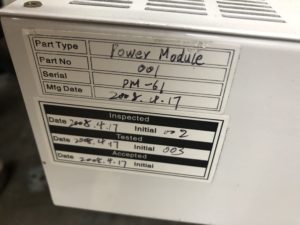 Part Type Power Module
Part No 001
Serial PM-61
Mfg Date 2008.4.17
Inspected
Date 2008.4.17 Initial 002
Tested
Date 2008.4.17 Initial 003
Accepted
Date 2008.4.17 Initial